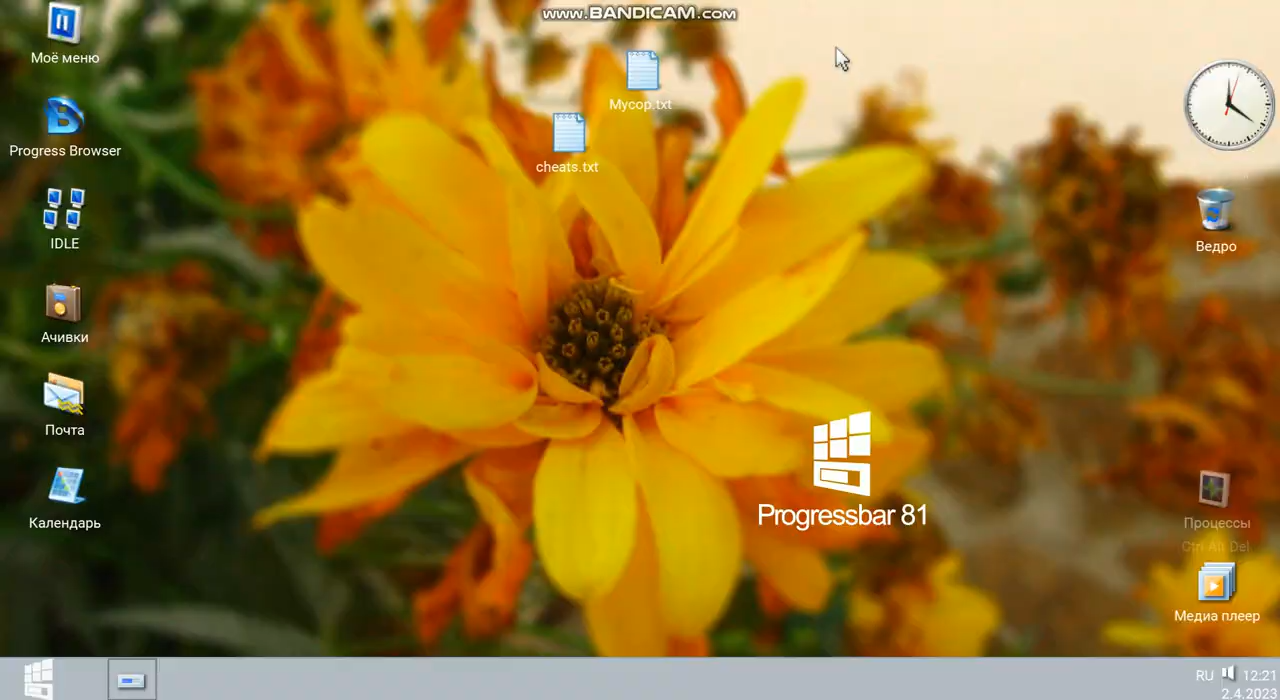 www.BANDICAM.com
Моё меню
Progress Browser
IDLE
Ачивки
Почта
Календарь
Мусор.txt
cheats.txt
Ведро
Progressbar 81
Процессы
Ctrl Alt Del
Медиа плеер
RU 12:21
2.4.2023